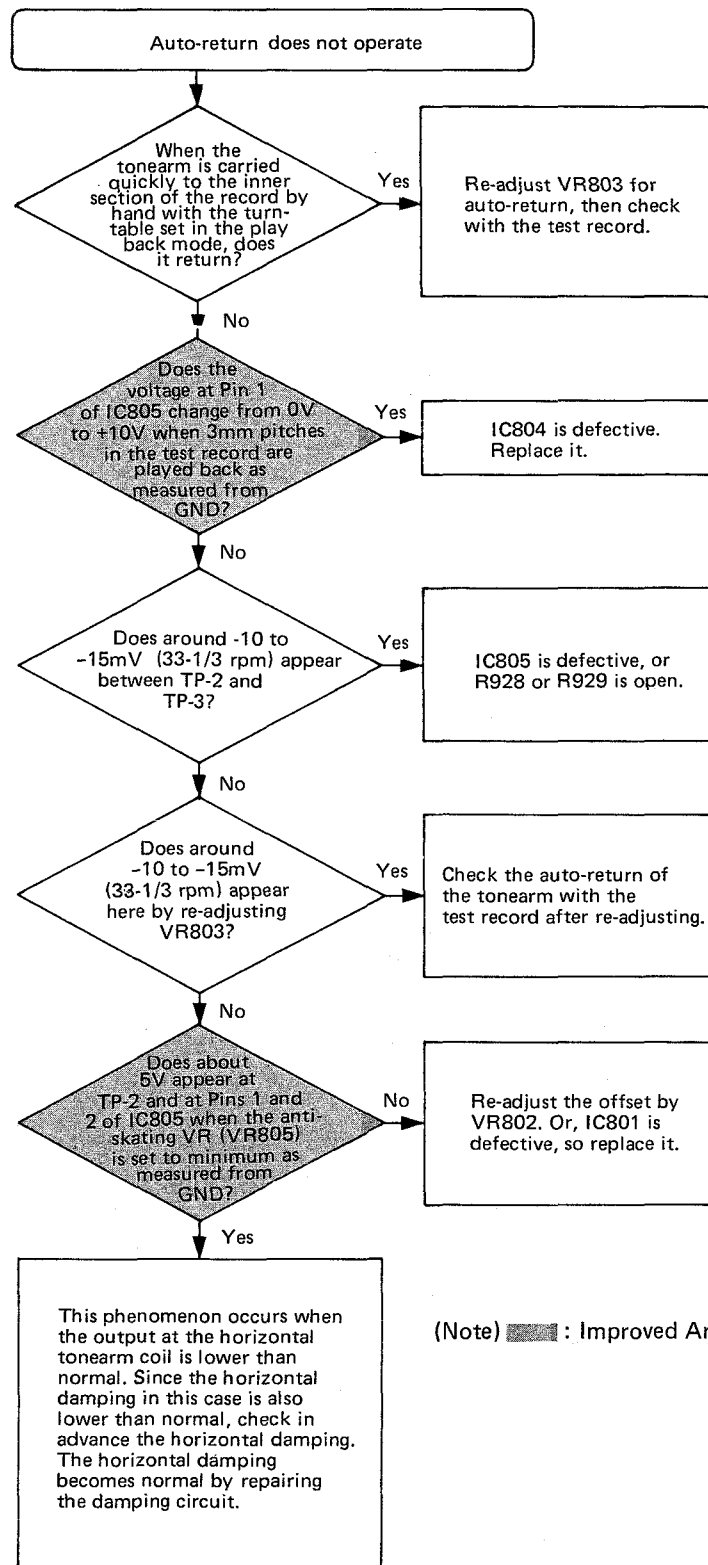 Auto-return does not operate
When the
tonearm is carried
quickly to the inner
section of the record by
hand with the turn-
table set in the play
back mode, does
it return?
Yes
Re-adjust VR803 for
auto-return, then check
with the test record.
No
Does the
voltage at Pin 1
of IC805 change from 0V
to +10V when 3mm pitches
in the test record are
played back as
measured from
GND?
Yes
IC804 is defective.
Replace it.
No
Does around -10 to
-15mV (33-1/3 rpm) appear
between TP-2 and
TP-3?
Yes
IC805 is defective, or
R928 or R929 is open.
No
Does around
-10 to -15mV
(33-1/3 rpm) appear
here by re-adjusting
VR803?
Yes
Check the auto-return of
the tonearm with the
test record after re-adjusting.
No
Does about
5V appear at
TP-2 and at Pins 1 and
2 of IC805 when the anti-
skating VR (VR805)
is set to minimum as
measured from
GND?
No
Re-adjust the offset by
VR802. Or, IC801 is
defective, so replace it.
Yes
This phenomenon occurs when
the output at the horizontal
tonearm coil is lower than
normal. Since the horizontal
damping in this case is also
lower than normal, check in
advance the horizontal damping.
The horizontal damping
becomes normal by repairing
the damping circuit.
(Note) : Improved Ar